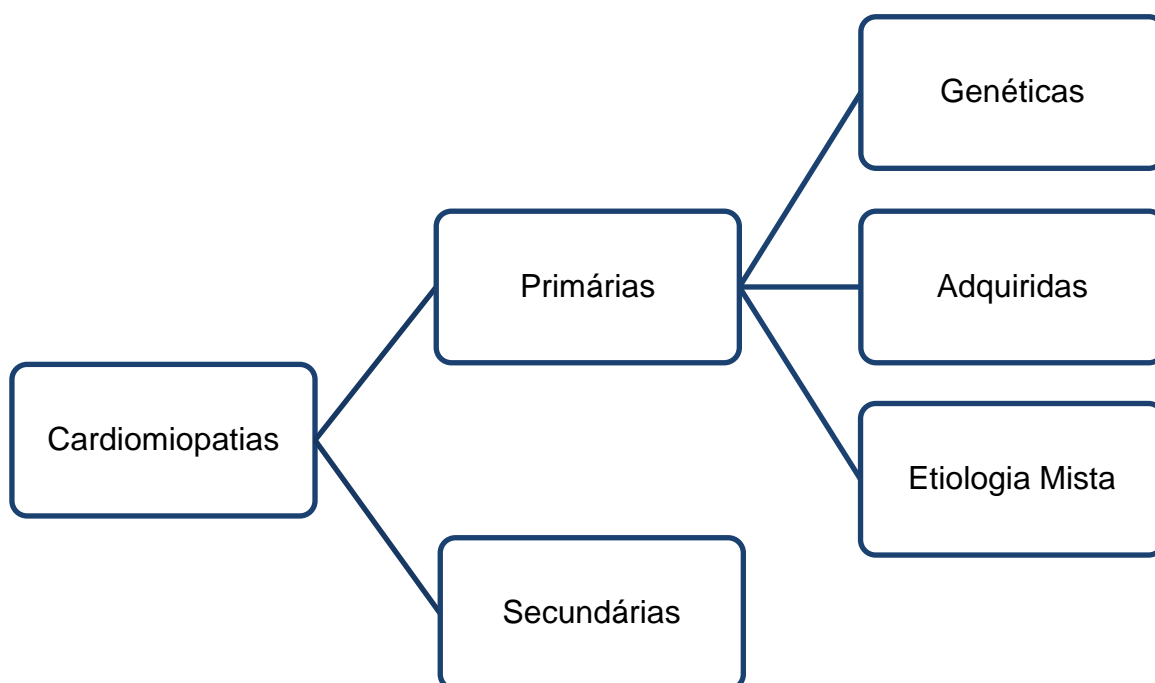 Cardiomiopatias
Primárias
Genéticas
Adquiridas
Etiologia Mista
Secundárias